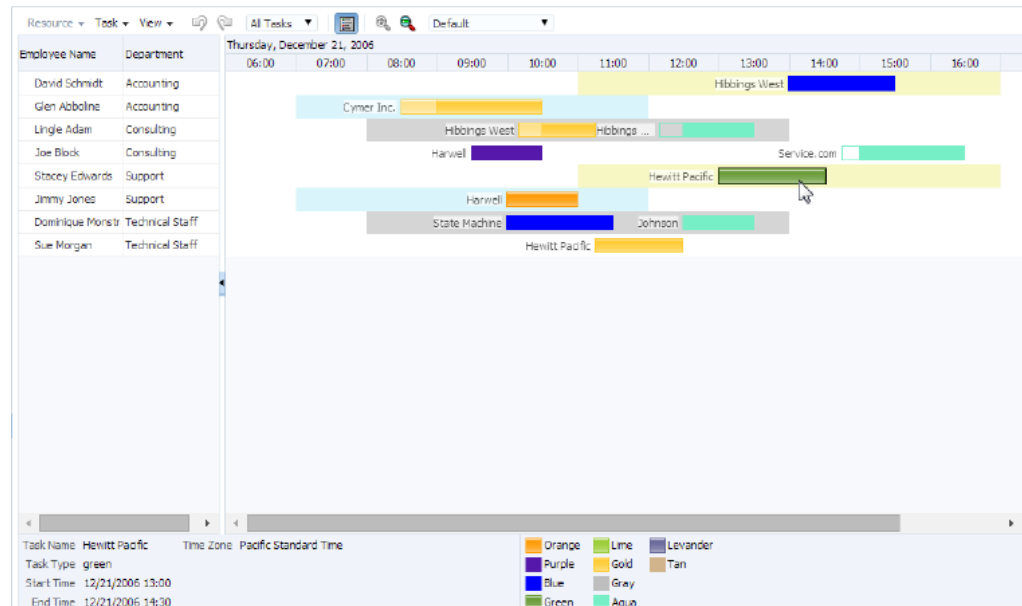 Resource Task View All Tasks Default
Thursday, December 21, 2006
Employee Name Department 06:00 07:00 08:00 09:00 10:00 11:00 12:00 13:00 14:00 15:00 16:00
David Schmidt Accounting Hibbings West
Glen Abboline Accounting Cymer Inc.
Lingle Adam Consulting Hibbings West Hibbings ...
Joe Block Consulting Harwell Service.com
Stacey Edwards Support Hewitt Pacific
Jimmy Jones Support Harwell
Dominique Monstr Technical Staff State Machine Johnson
Sue Morgan Technical Staff Hewitt Pacific
Task Name Hewitt Pacific Time Zone Pacific Standard Time
Task Type green
Start Time 12/21/2006 13:00
End Time 12/21/2006 14:30
Orange Lime Levander
Purple Gold Tan
Blue Gray
Green Aqua